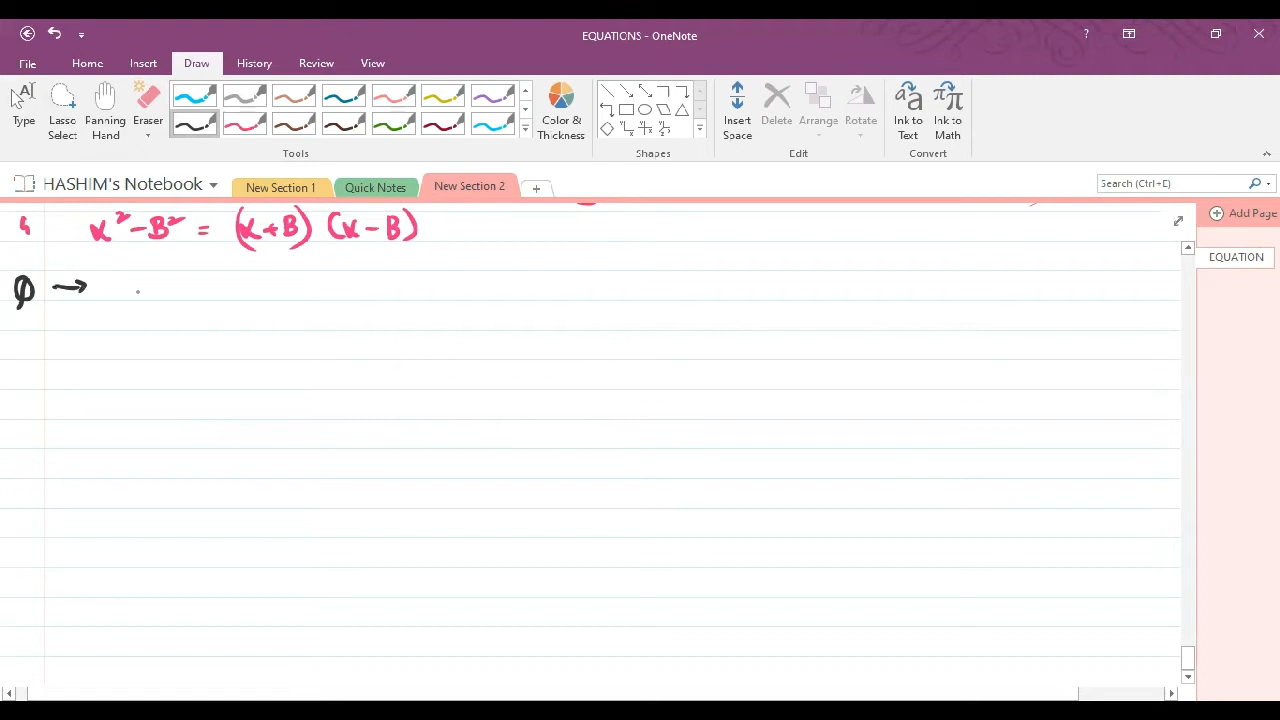 EQUATIONS - OneNote
?
File Home Insert Draw History Review View
Type
Lasso Select
Panning Hand
Eraser
Color & Thickness
Insert Space
Delete
Arrange
Rotate
Ink to Text
Ink to Math
Tools
Shapes
Edit
Convert
HASHIM's Notebook
New Section 1
Quick Notes
New Section 2
Search (Ctrl+E)
Add Page
EQUATION
4 α² - β² = (α + β) (α - β)
Q →